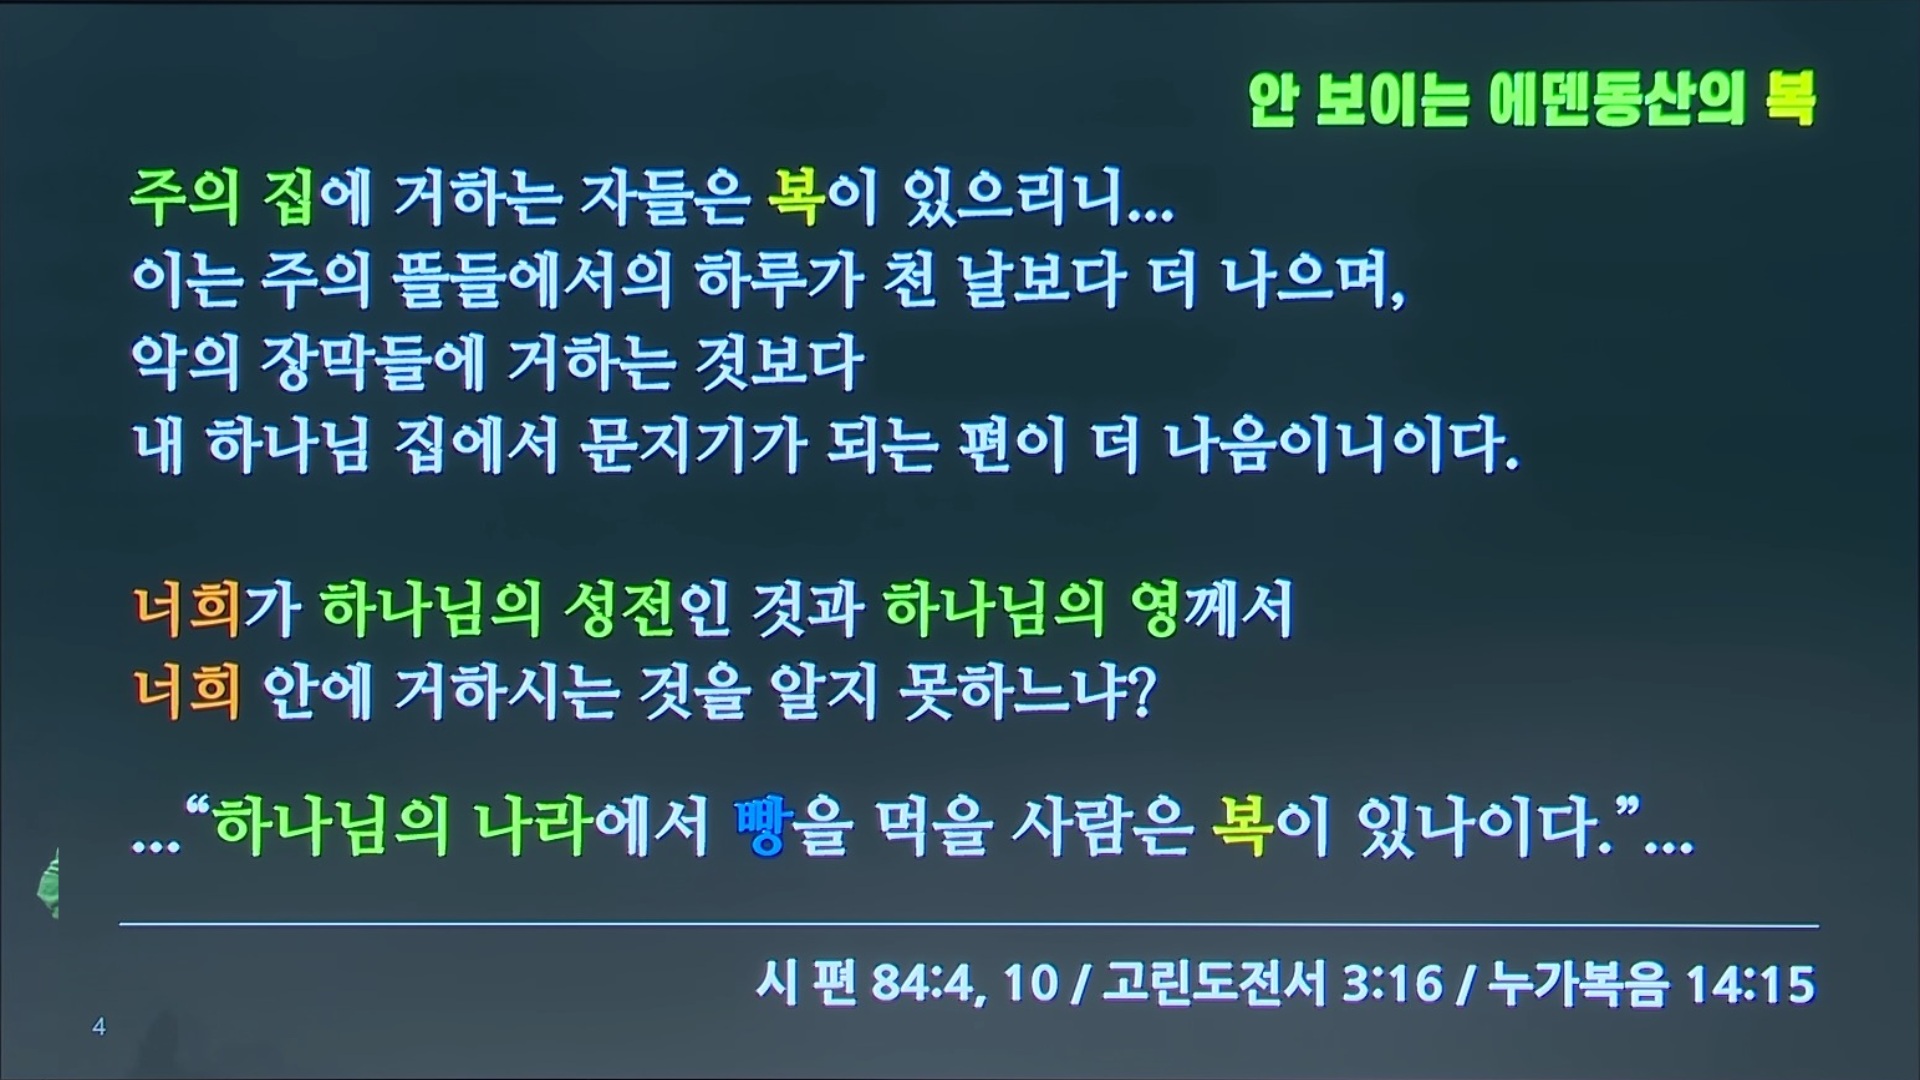 안 보이는 에덴동산의 복
주의 집에 거하는 자들은 복이 있으리니...
이는 주의 뜰들에서의 하루가 천 날보다 더 나으며,
악의 장막들에 거하는 것보다
내 하나님 집에서 문지기가 되는 편이 더 나음이니이다.
너희가 하나님의 성전인 것과 하나님의 영께서
너희 안에 거하시는 것을 알지 못하느냐?
...“하나님의 나라에서 빵을 먹을 사람은 복이 있나이다.”...
시 편 84:4, 10 / 고린도전서 3:16 / 누가복음 14:15
4